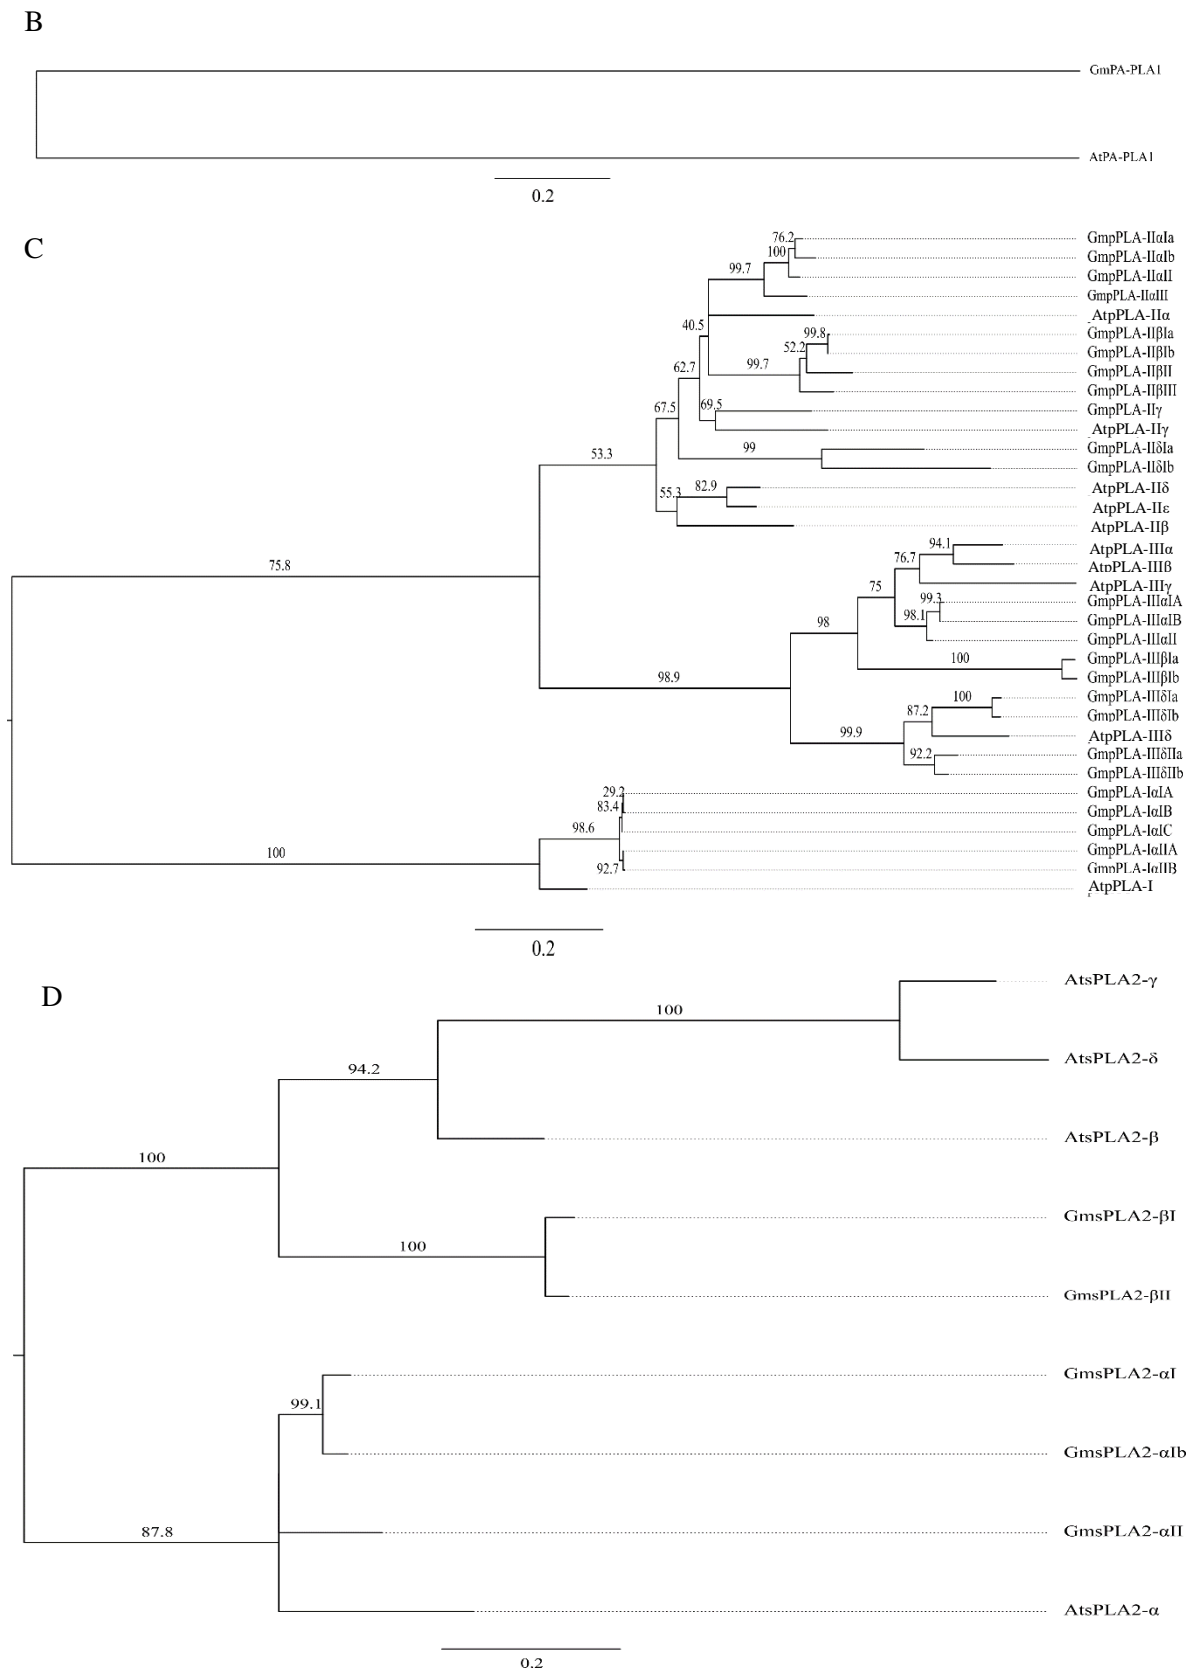 B
GmPA-PLA1
AtPA-PLA1
0.2
C
76.2
GmpPLA-IIαIa
100
GmpPLA-IIαIb
99.7
GmpPLA-IIαII
GmpPLA-IIαIII
AtpPLA-IIα
40.5
99.8
GmpPLA-IIβIa
52.2
GmpPLA-IIβIb
62.7
99.7
GmpPLA-IIβII
GmpPLA-IIβIII
67.5
69.5
GmpPLA-IIγ
AtpPLA-IIγ
53.3
99
GmpPLA-IIδIa
GmpPLA-IIδIb
55.3
82.9
AtpPLA-IIδ
AtpPLA-IIε
AtpPLA-IIβ
94.1
AtpPLA-IIIα
75.8
76.7
AtpPLA-IIIβ
75
AtpPLA-IIIγ
99.3
GmpPLA-IIIαIA
98.1
GmpPLA-IIIαIB
98
GmpPLA-IIIαII
100
GmpPLA-IIIβIa
98.9
GmpPLA-IIIβIb
100
GmpPLA-IIIδIa
87.2
GmpPLA-IIIδIb
99.9
AtpPLA-IIIδ
92.2
GmpPLA-IIIδIIa
GmpPLA-IIIδIIb
29.2
GmpPLA-IαIA
83.4
GmpPLA-IαIB
98.6
GmpPLA-IαIC
100
GmpPLA-IαIIA
92.7
GmpPLA-IαIIB
AtpPLA-I
0.2
D
AtsPLA2-γ
100
AtsPLA2-δ
94.2
AtsPLA2-β
100
GmsPLA2-βI
100
GmsPLA2-βII
GmsPLA2-αI
99.1
GmsPLA2-αIb
87.8
GmsPLA2-αII
AtsPLA2-α
0.2